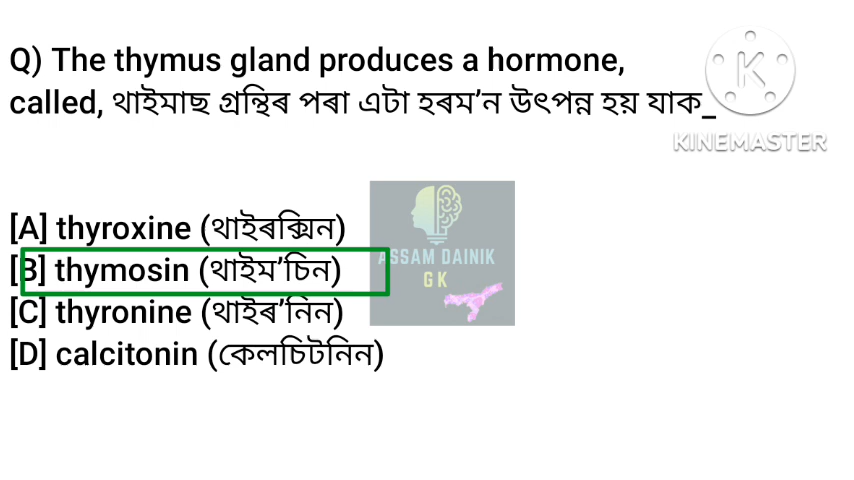 Q) The thymus gland produces a hormone,
called, থাইমাছ গ্ৰন্থিৰ পৰা এটা হৰম’ন উৎপন্ন হয় যাক_
KINEMASTER
[A] thyroxine (থাইৰক্সিন)
[B] thymosin (থাইম’চিন)
[C] thyronine (থাইৰ’নিন)
[D] calcitonin (কেলচিটনিন)
ASSAM DAINIK
GK